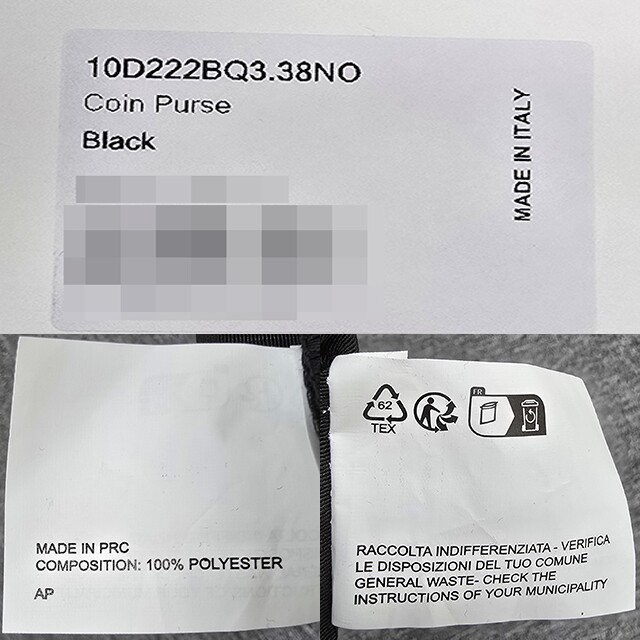 10D222BQ3.38NO
Coin Purse
Black
MADE IN ITALY
MADE IN PRC
COMPOSITION: 100% POLYESTER
AP
62
TEX
FR
RACCOLTA INDIFFERENZIATA - VERIFICA
LE DISPOSIZIONI DEL TUO COMUNE
GENERAL WASTE- CHECK THE
INSTRUCTIONS OF YOUR MUNICIPALITY